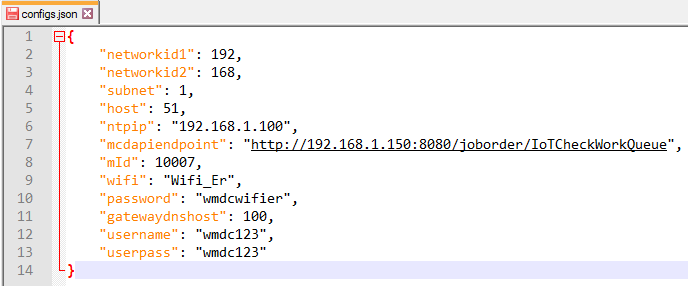 configs.json
1 {
2 "networkid1": 192,
3 "networkid2": 168,
4 "subnet": 1,
5 "host": 51,
6 "ntpip": "192.168.1.100",
7 "mcdapiendpoint": "http://192.168.1.150:8080/joborder/IoTCheckWorkQueue",
8 "mId": 10007,
9 "wifi": "Wifi_Er",
10 "password": "wmdcwifier",
11 "gatewaydnshost": 100,
12 "username": "wmdc123",
13 "userpass": "wmdc123"
14 }